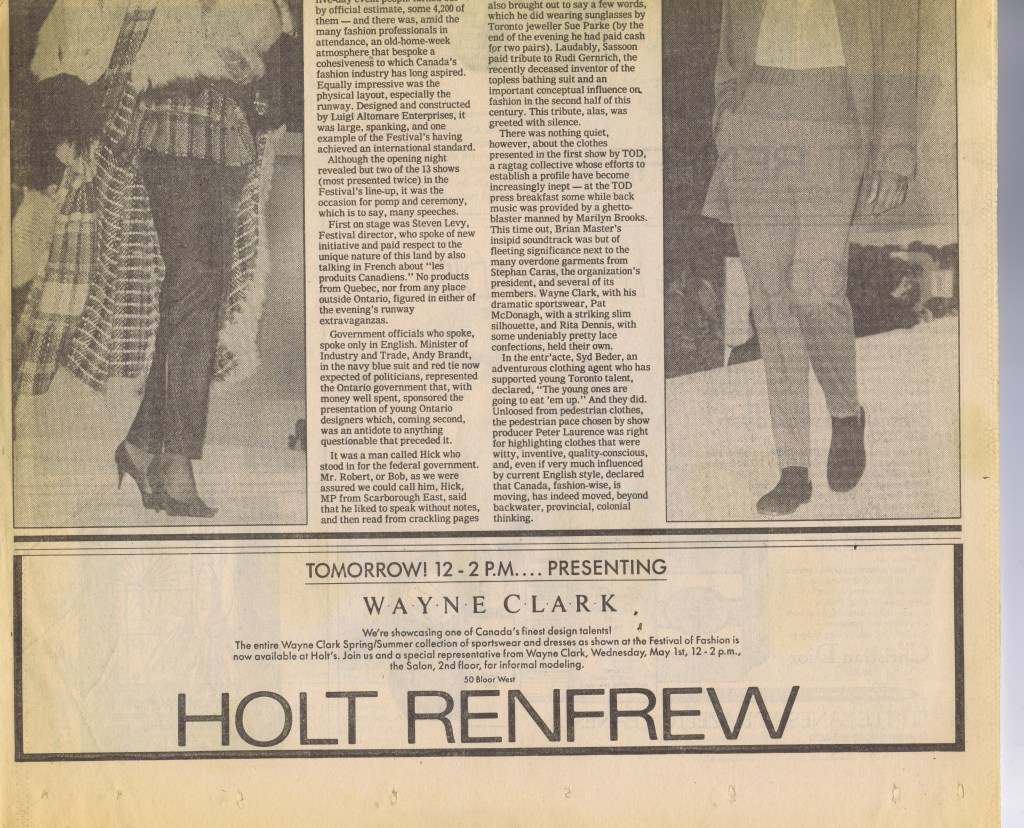 by official estimate, some 4,200 of
them — and there was, amid the
many fashion professionals in
attendance, an old-home-week
atmosphere that bespoke a
cohesiveness to which Canada's
fashion industry has long aspired.
Equally impressive was the
physical layout, especially the
runway. Designed and constructed
by Luigi Altomare Enterprises, it
was large, spanking, and one
example of the Festival's having
achieved an international standard.
Although the opening night
revealed but two of the 13 shows
(most presented twice) in the
Festival's line-up, it was the
occasion for pomp and ceremony,
which is to say, many speeches.
First on stage was Steven Levy,
Festival director, who spoke of new
initiative and paid respect to the
unique nature of this land by also
talking in French about "les
produits Canadiens." No products
from Quebec, nor from any place
outside Ontario, figured in either of
the evening's runway
extravaganzas.
Government officials who spoke,
spoke only in English. Minister of
Industry and Trade, Andy Brandt,
in the navy blue suit and red tie now
expected of politicians, represented
the Ontario government that, with
money well spent, sponsored the
presentation of young Ontario
designers which, coming second,
was an antidote to anything
questionable that preceded it.
It was a man called Hick who
stood in for the federal government.
Mr. Robert, or Bob, as we were
assured we could call him, Hick,
MP from Scarborough East, said
that he liked to speak without notes,
and then read from crackling pages
also brought out to say a few words,
which he did wearing sunglasses by
Toronto jeweller Sue Parke (by the
end of the evening he had paid cash
for two pairs). Laudably, Sassoon
paid tribute to Rudi Gernrich, the
recently deceased inventor of the
topless bathing suit and an
important conceptual influence on
fashion in the second half of this
century. This tribute, alas, was
greeted with silence.
There was nothing quiet,
however, about the clothes
presented in the first show by TOD,
a ragtag collective whose efforts to
establish a profile have become
increasingly inept — at the TOD
press breakfast some while back
music was provided by a ghetto-
blaster manned by Marilyn Brooks.
This time out, Brian Master's
insipid soundtrack was but of
fleeting significance next to the
many overdone garments from
Stephan Caras, the organization's
president, and several of its
members. Wayne Clark, with his
dramatic sportswear, Pat
McDonagh, with a striking slim
silhouette, and Rita Dennis, with
some undeniably pretty lace
confections, held their own.
In the entr'acte, Syd Beder, an
adventurous clothing agent who has
supported young Toronto talent,
declared, "The young ones are
going to eat 'em up." And they did.
Unloosed from pedestrian clothes,
the pedestrian pace chosen by show
producer Peter Laurence was right
for highlighting clothes that were
witty, inventive, quality-conscious,
and, even if very much influenced
by current English style, declared
that Canada, fashion-wise, is
moving, has indeed moved, beyond
backwater, provincial, colonial
thinking.
TOMORROW! 12 - 2 P.M.... PRESENTING
W·A·Y·N·E C·L·A·R·K
We're showcasing one of Canada's finest design talents!
The entire Wayne Clark Spring/Summer collection of sportswear and dresses as shown at the Festival of Fashion is
now available at Holt's. Join us and a special representative from Wayne Clark, Wednesday, May 1st, 12 - 2 p.m.,
the Salon, 2nd floor, for informal modeling.
50 Bloor West
HOLT RENFREW